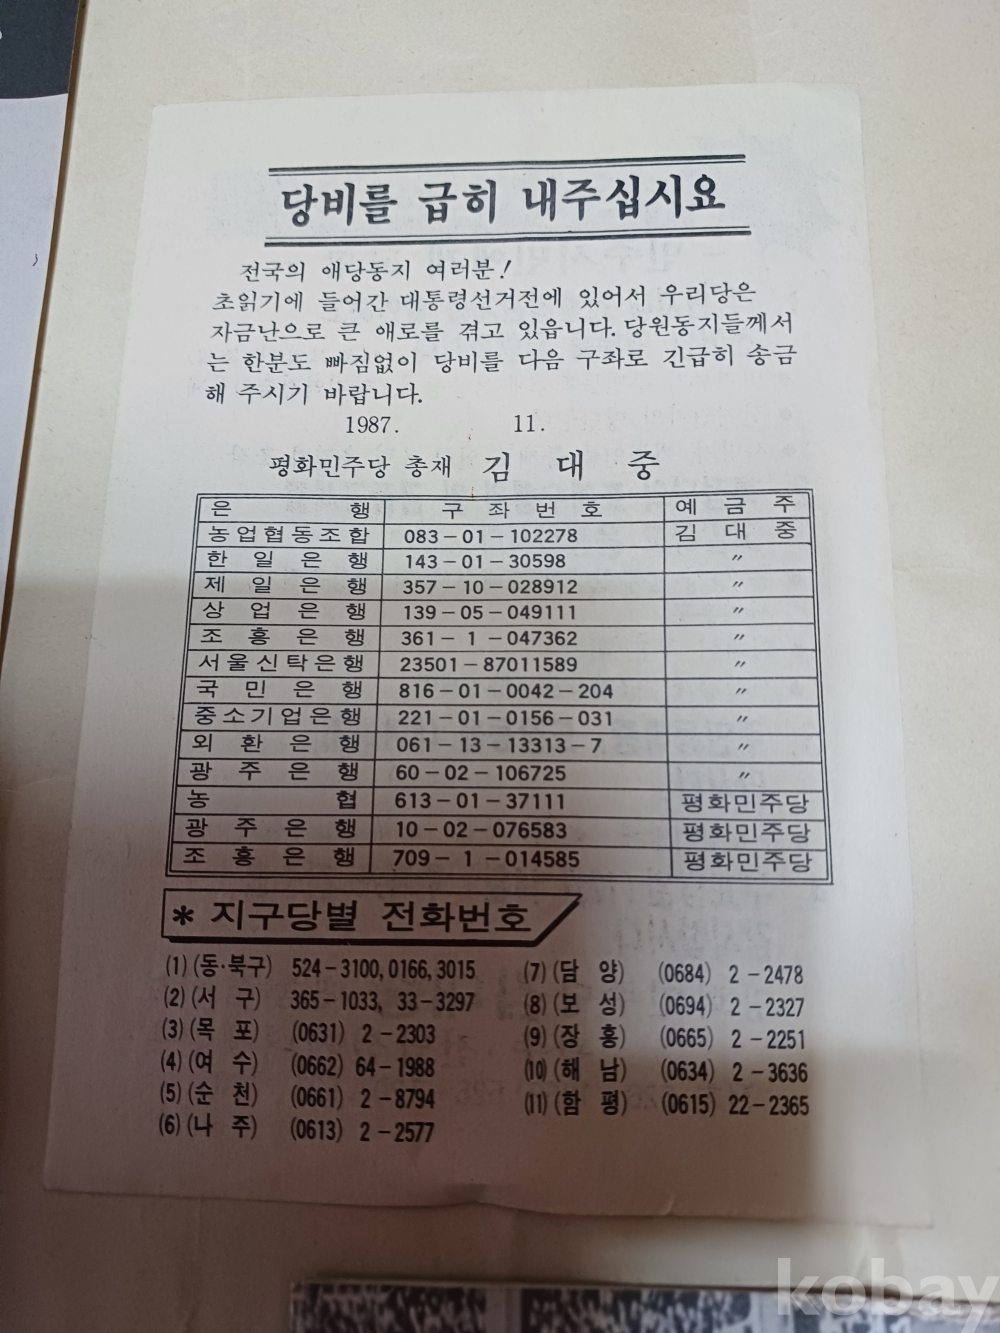 당비를 급히 내주십시요
전국의 애당동지 여러분!
초읽기에 들어간 대통령선거전에 있어서 우리당은
자금난으로 큰 애로를 겪고 있읍니다. 당원동지들께서
는 한분도 빠짐없이 당비를 다음 구좌로 긴급히 송금
해 주시기 바랍니다.
1987. 11.
평화민주당 총재 김 대 중
은 행 구 좌 번 호 예 금 주
농업협동조합 083-01-102278 김 대 중
한 일 은 행 143-01-30598 〃
제 일 은 행 357-10-028912 〃
상 업 은 행 139-05-049111 〃
조 흥 은 행 361-1-047362 〃
서울신탁은행 23501-87011589 〃
국 민 은 행 816-01-0042-204 〃
중소기업은행 221-01-0156-031 〃
외 환 은 행 061-13-13313-7 〃
광 주 은 행 60-02-106725 〃
농 협 613-01-37111 평화민주당
광 주 은 행 10-02-076583 평화민주당
조 흥 은 행 709-1-014585 평화민주당
* 지구당별 전화번호
(1) (동·북구) 524-3100, 0166, 3015
(2) (서 구) 365-1033, 33-3297
(3) (목 포) (0631) 2-2303
(4) (여 수) (0662) 64-1988
(5) (순 천) (0661) 2-8794
(6) (나 주) (0613) 2-2577
(7) (담 양) (0684) 2-2478
(8) (보 성) (0694) 2-2327
(9) (장 흥) (0665) 2-2251
(10) (해 남) (0634) 2-3636
(11) (함 평) (0615) 22-2365
kobay